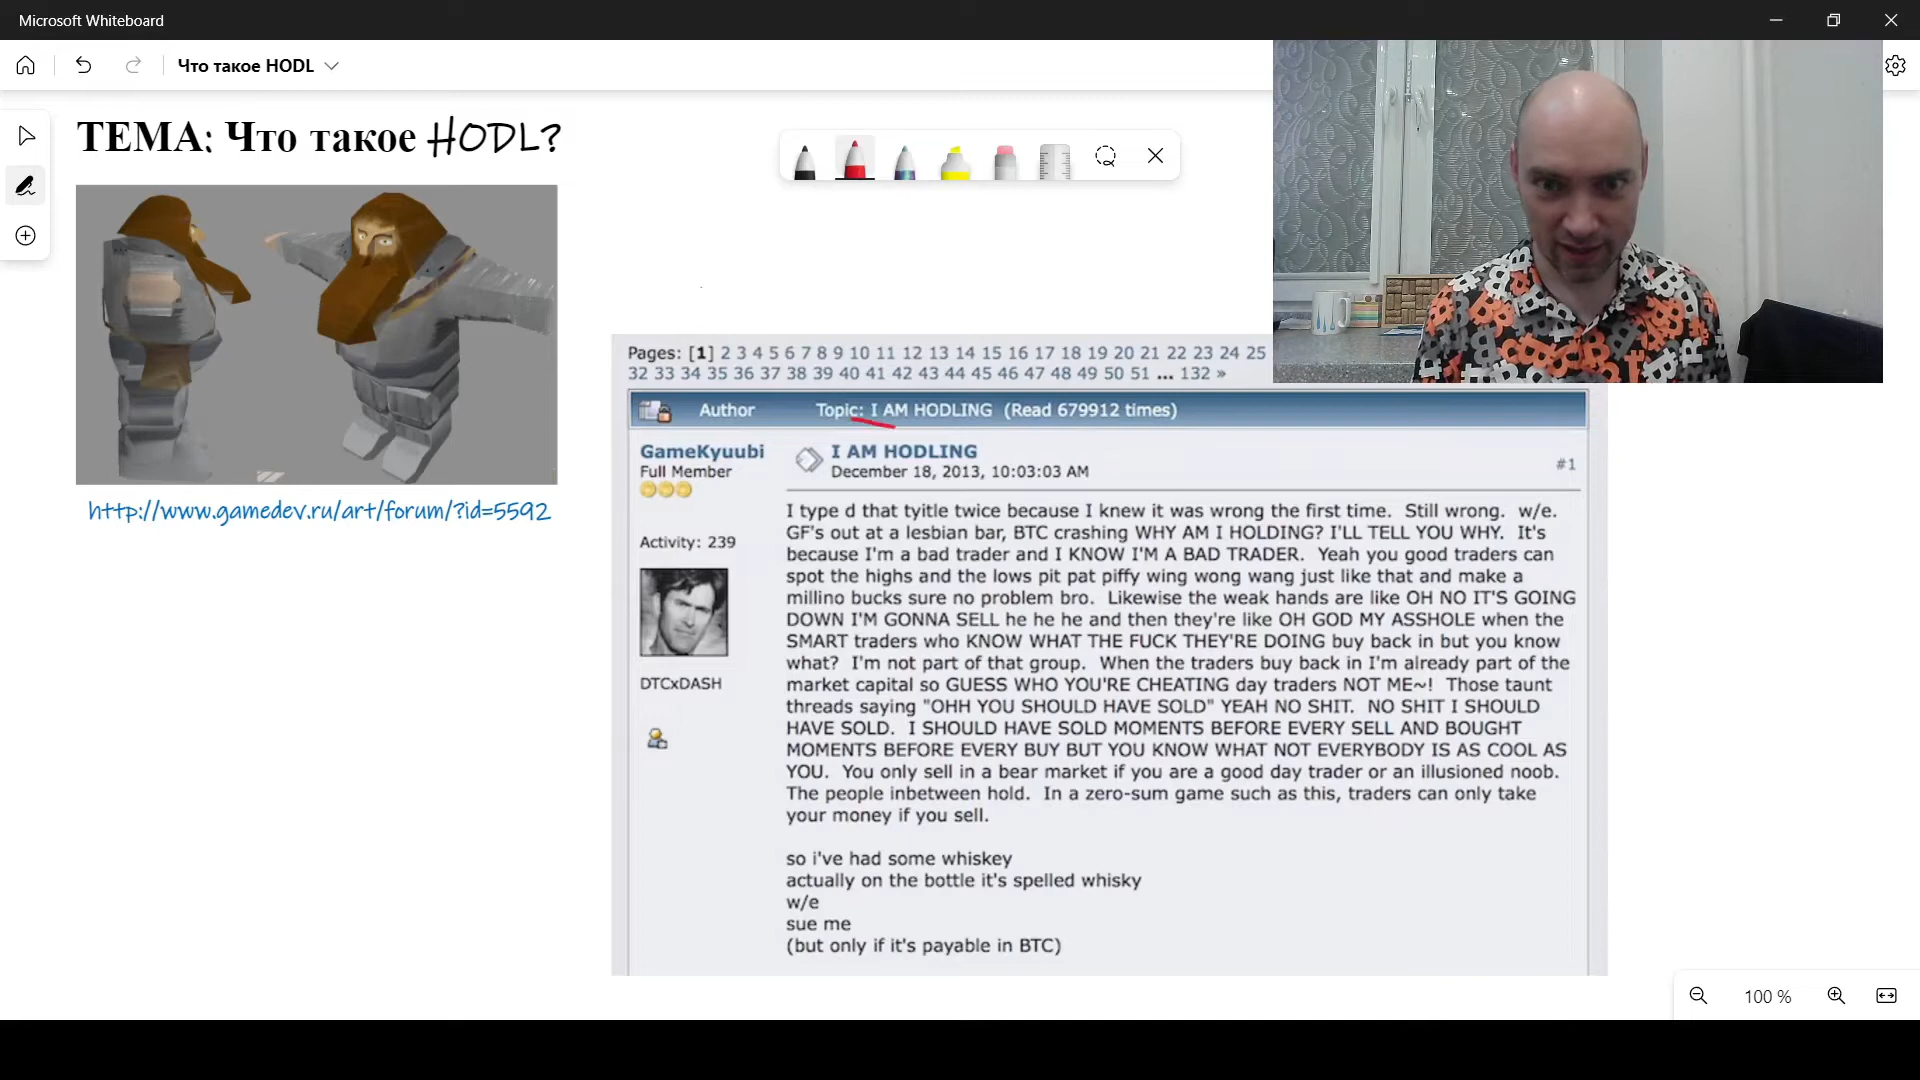 Microsoft Whiteboard
Что такое HODL
ТЕМА: Что такое HODL?
http://www.gamedev.ru/art/forum/?id=5592
Pages: [1] 2 3 4 5 6 7 8 9 10 11 12 13 14 15 16 17 18 19 20 21 22 23 24 25
32 33 34 35 36 37 38 39 40 41 42 43 44 45 46 47 48 49 50 51 ... 132 »
Author Topic: I AM HODLING (Read 679912 times)
GameKyuubi
Full Member
Activity: 239
DTCxDASH
I AM HODLING
December 18, 2013, 10:03:03 AM
#1
I type d that tyitle twice because I knew it was wrong the first time. Still wrong. w/e.
GF's out at a lesbian bar, BTC crashing WHY AM I HOLDING? I'LL TELL YOU WHY. It's
because I'm a bad trader and I KNOW I'M A BAD TRADER. Yeah you good traders can
spot the highs and the lows pit pat piffy wing wong wang just like that and make a
millino bucks sure no problem bro. Likewise the weak hands are like OH NO IT'S GOING
DOWN I'M GONNA SELL he he he and then they're like OH GOD MY ASSHOLE when the
SMART traders who KNOW WHAT THE FUCK THEY'RE DOING buy back in but you know
what? I'm not part of that group. When the traders buy back in I'm already part of the
market capital so GUESS WHO YOU'RE CHEATING day traders NOT ME~! Those taunt
threads saying "OHH YOU SHOULD HAVE SOLD" YEAH NO SHIT. NO SHIT I SHOULD
HAVE SOLD. I SHOULD HAVE SOLD MOMENTS BEFORE EVERY SELL AND BOUGHT
MOMENTS BEFORE EVERY BUY BUT YOU KNOW WHAT NOT EVERYBODY IS AS COOL AS
YOU. You only sell in a bear market if you are a good day trader or an illusioned noob.
The people inbetween hold. In a zero-sum game such as this, traders can only take
your money if you sell.
so i've had some whiskey
actually on the bottle it's spelled whisky
w/e
sue me
(but only if it's payable in BTC)
100 %